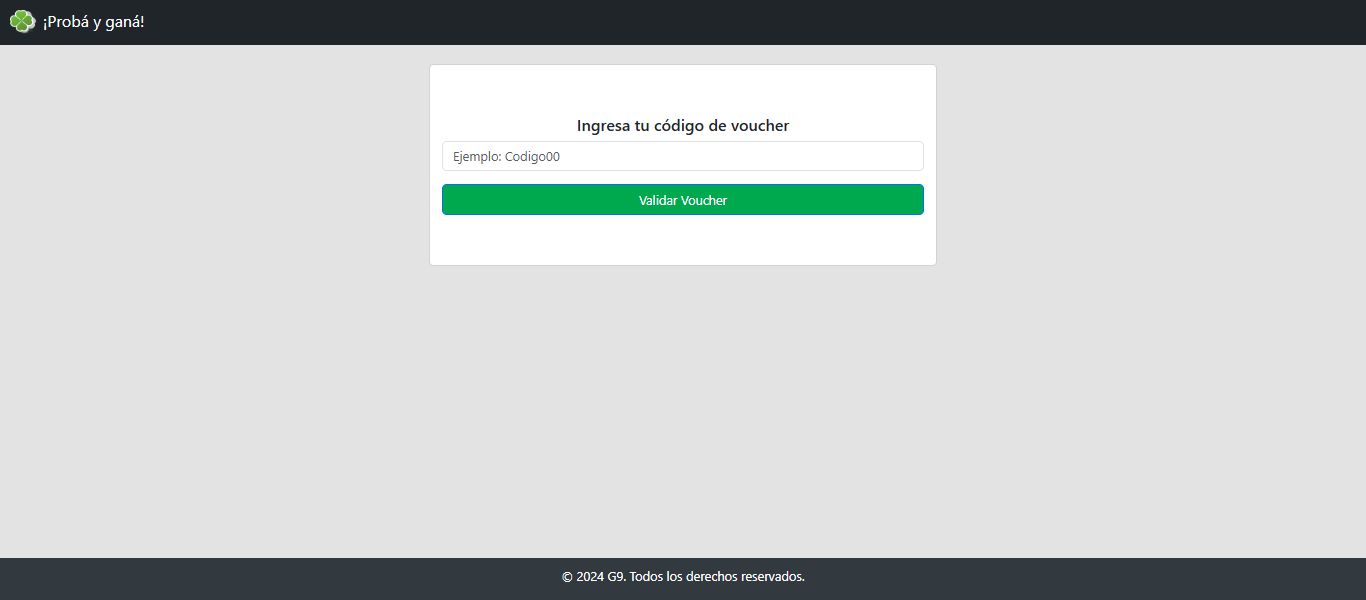 ¡Probá y ganá!
Ingresa tu código de voucher
Ejemplo: Codigo00
Validar Voucher
© 2024 G9. Todos los derechos reservados.